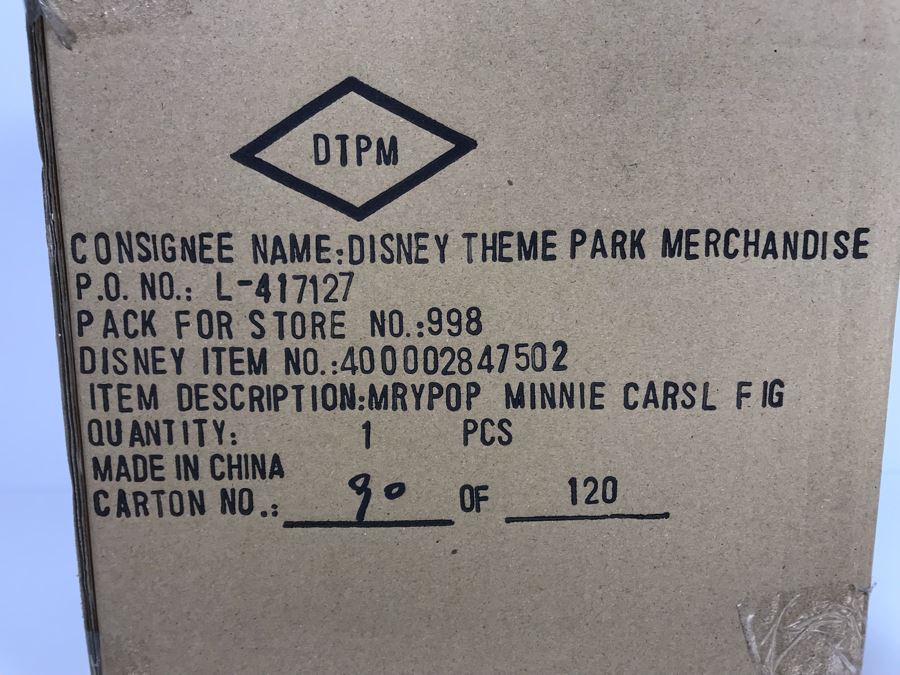 DTPM
CONSIGNEE NAME:DISNEY THEME PARK MERCHANDISE
P.O. NO.: L-417127
PACK FOR STORE NO.:998
DISNEY ITEM NO.:400002847502
ITEM DESCRIPTION:MRYPOP MINNIE CARSL FIG
QUANTITY: 1 PCS
MADE IN CHINA
CARTON NO.: 90 OF 120